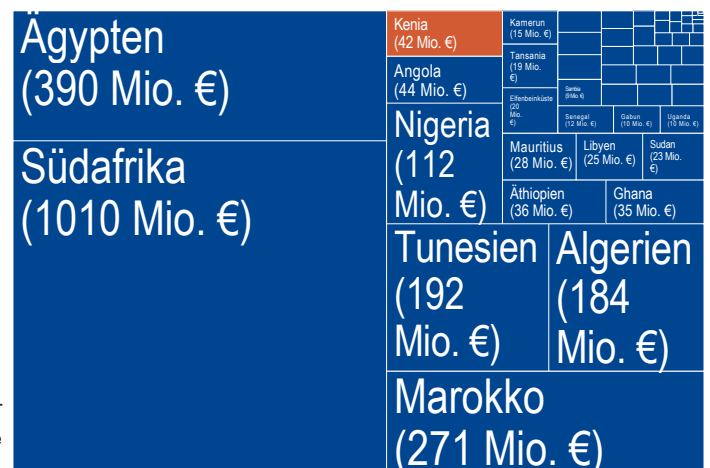 Ägypten
(390 Mio. €)
Südafrika
(1010 Mio. €)
Kenia
(42 Mio. €)
Angola
(44 Mio. €)
Nigeria
(112
Mio. €)
Kamerun
(15 Mio. €)
Tansania
(19 Mio.
€)
Elfenbeinküste
(20
Mio.
€)
Sambia
(9 Mio. €)
Senegal
(12 Mio. €)
Gabun
(10 Mio. €)
Uganda
(10 Mio. €)
Mauritius
(28 Mio. €)
Libyen
(25 Mio. €)
Sudan
(23 Mio.
€)
Äthiopien
(36 Mio. €)
Ghana
(35 Mio. €)
Tunesien
(192
Mio. €)
Algerien
(184
Mio. €)
Marokko
(271 Mio. €)